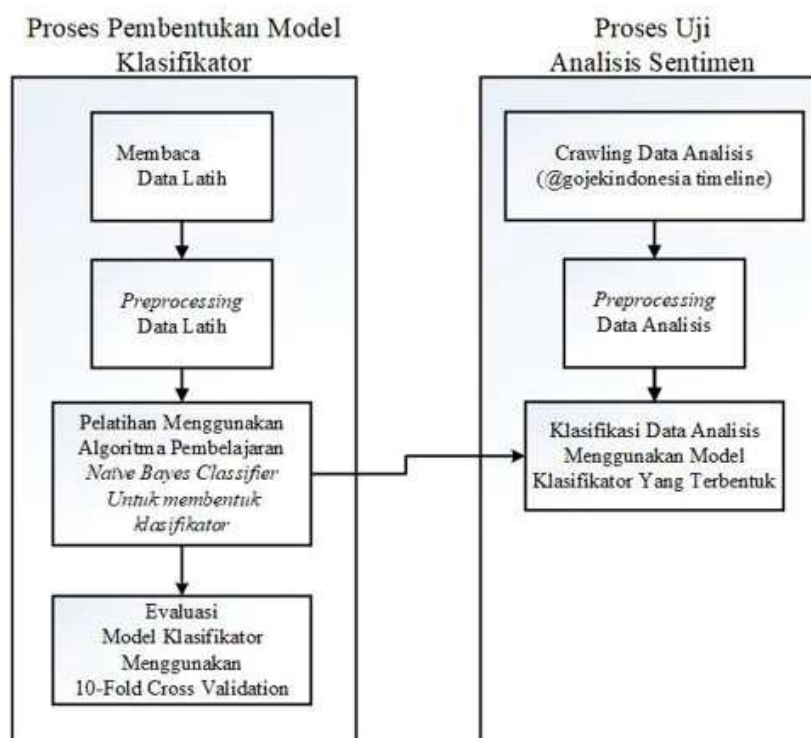 Proses Pembentukan Model
Klasifikator
Membaca
Data Latih
Preprocessing
Data Latih
Pelatihan Menggunakan
Algoritma Pembelajaran
Naïve Bayes Classifier
Untuk membentuk
klasifikator
Evaluasi
Model Klasifikator
Menggunakan
10-Fold Cross Validation
Proses Uji
Analisis Sentimen
Crawling Data Analisis
(@gojekindonesia timeline)
Preprocessing
Data Analisis
Klasifikasi Data Analisis
Menggunakan Model
Klasifikator Yang Terbentuk